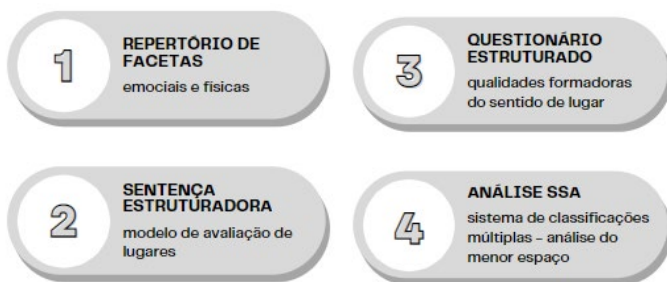 1
REPERTÓRIO DE
FACETAS
emociais e físicas
2
SENTENÇA
ESTRUTURADORA
modelo de avaliação de
lugares
3
QUESTIONÁRIO
ESTRUTURADO
qualidades formadoras
do sentido de lugar
4
ANÁLISE SSA
sistema de classificações
múltiplas – análise do
menor espaço